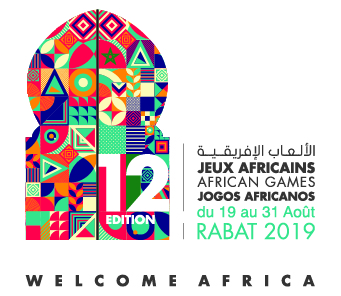 12
EDITION
الألعاب الإفريقية
JEUX AFRICAINS
AFRICAN GAMES
JOGOS AFRICANOS
du 19 au 31 Août
RABAT 2019
WELCOME AFRICA